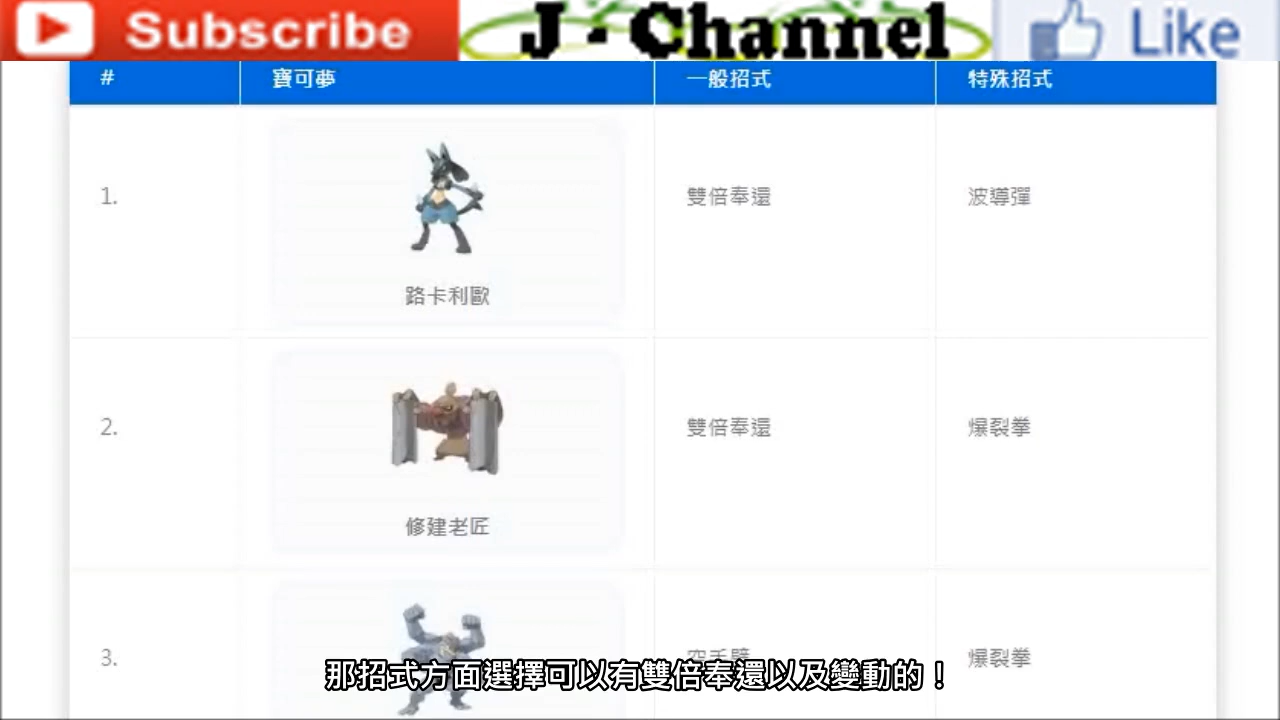 Subscribe
J - Channel
Like
# 寶可夢 一般招式 特殊招式
1. 雙倍奉還 波導彈
路卡利歐
2. 雙倍奉還 爆裂拳
修建老匠
3. 空手劈 爆裂拳
那招式方面選擇可以有雙倍奉還以及變動的！